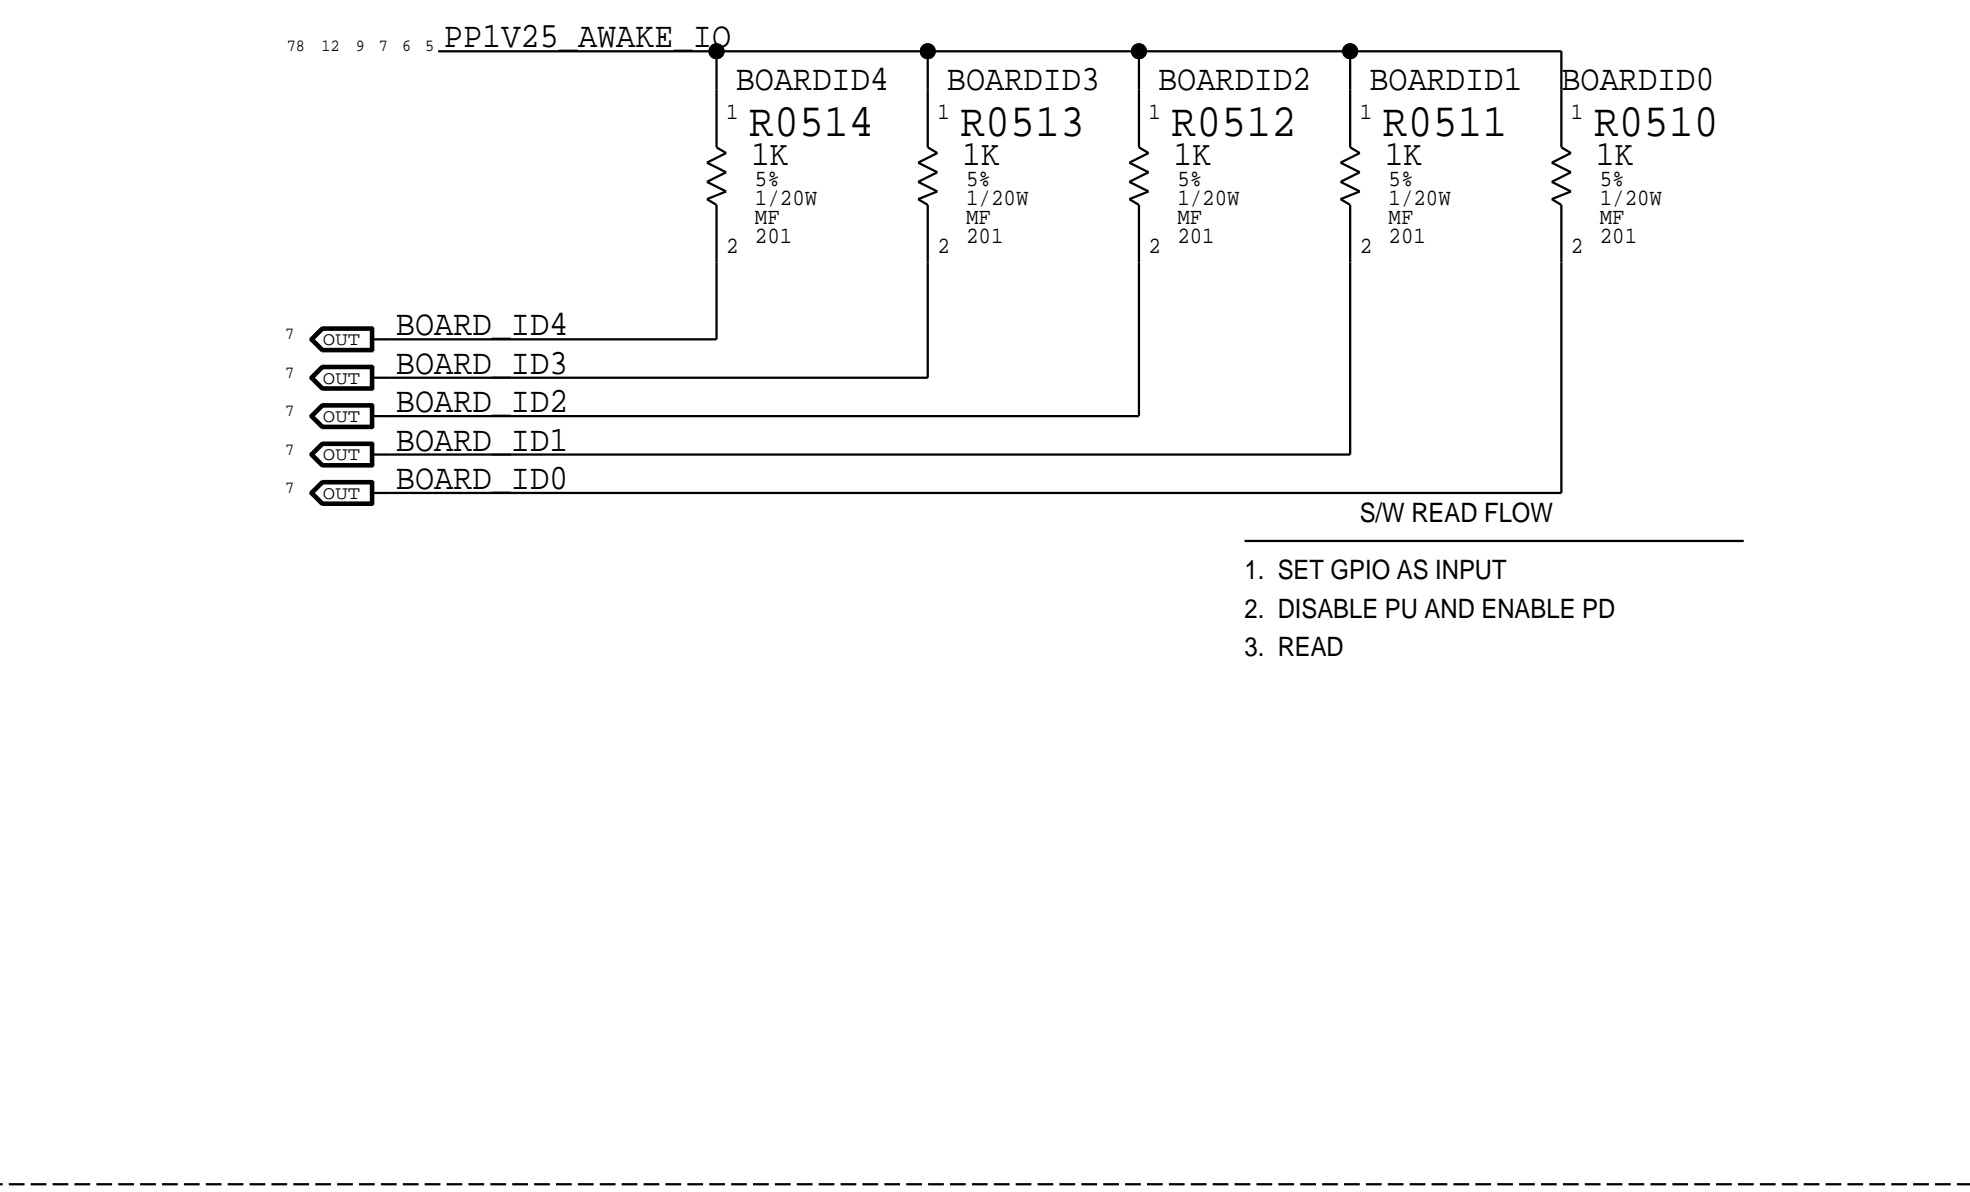 78 12 9 7 6 5 PP1V25_AWAKE_IO
BOARDID4 BOARDID3 BOARDID2 BOARDID1 BOARDID0
1 R0514 1 R0513 1 R0512 1 R0511 1 R0510
1K 1K 1K 1K 1K
5% 5% 5% 5% 5%
1/20W 1/20W 1/20W 1/20W 1/20W
MF MF MF MF MF
2 201 2 201 2 201 2 201 2 201
7 OUT BOARD_ID4
7 OUT BOARD_ID3
7 OUT BOARD_ID2
7 OUT BOARD_ID1
7 OUT BOARD_ID0
S/W READ FLOW
1. SET GPIO AS INPUT
2. DISABLE PU AND ENABLE PD
3. READ